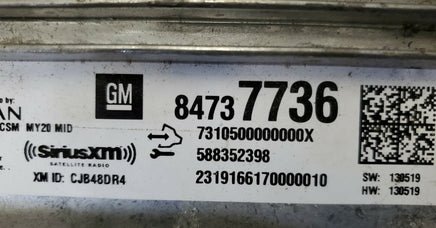 by:
AN
CSM MY20 MID
GM
84737736
7310500000000X
SiriusXM
SATELLITE RADIO
588352398
XM ID: CJB48DR4
2319166170000010
SW: 130519
HW: 130519